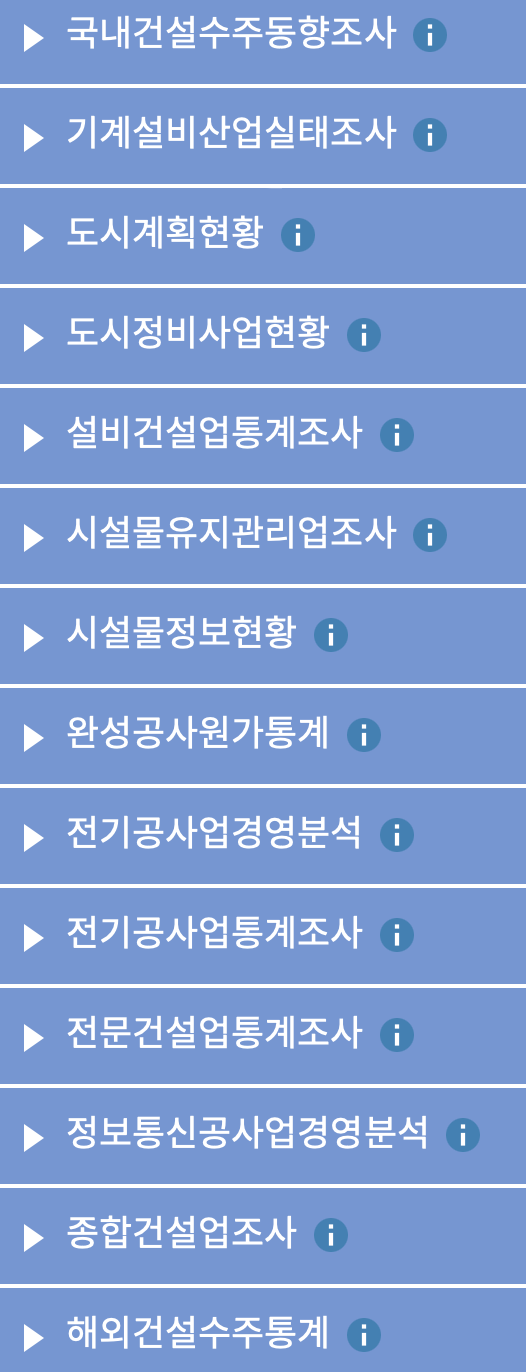 국내건설수주동향조사
기계설비산업실태조사
도시계획현황
도시정비사업현황
설비건설업통계조사
시설물유지관리업조사
시설물정보현황
완성공사원가통계
전기공사업경영분석
전기공사업통계조사
전문건설업통계조사
정보통신공사업경영분석
종합건설업조사
해외건설수주통계